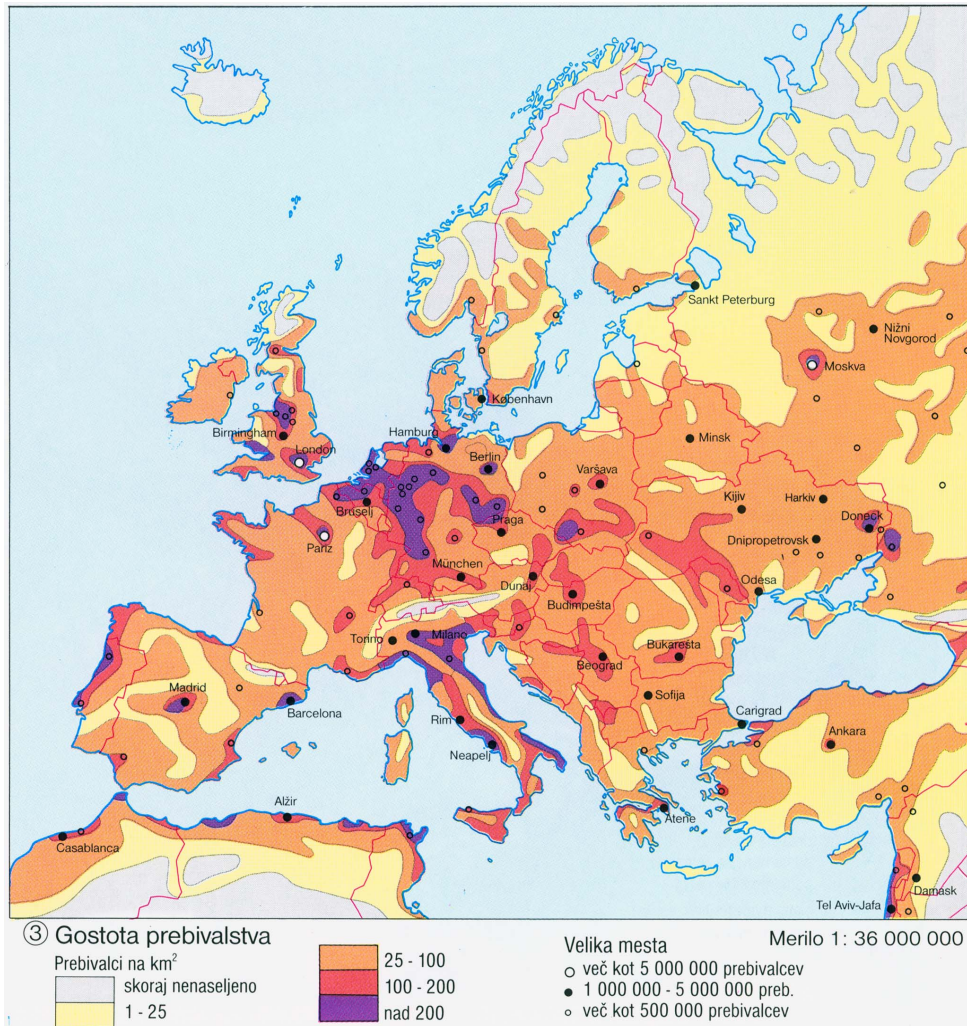 Sankt Peterburg
Nižni
Novgorod
Moskva
København
Minsk
Hamburg
Birmingham
London
Berlin
Varšava
Kijiv
Harkiv
Bruselj
Doneck
Praga
Dnipropetrovsk
Pariz
München
Dunaj
Odesa
Budimpešta
Torino
Milano
Bukarešta
Beograd
Madrid
Sofija
Barcelona
Rim
Carigrad
Ankara
Neapelj
Alžir
Atene
Casablanca
Damask
Tel Aviv-Jafa
3 Gostota prebivalstva
Prebivalci na km²
skoraj nenaseljeno
1 - 25
25 - 100
100 - 200
nad 200
Velika mesta
več kot 5 000 000 prebivalcev
1 000 000 - 5 000 000 preb.
več kot 500 000 prebivalcev
Merilo 1: 36 000 000